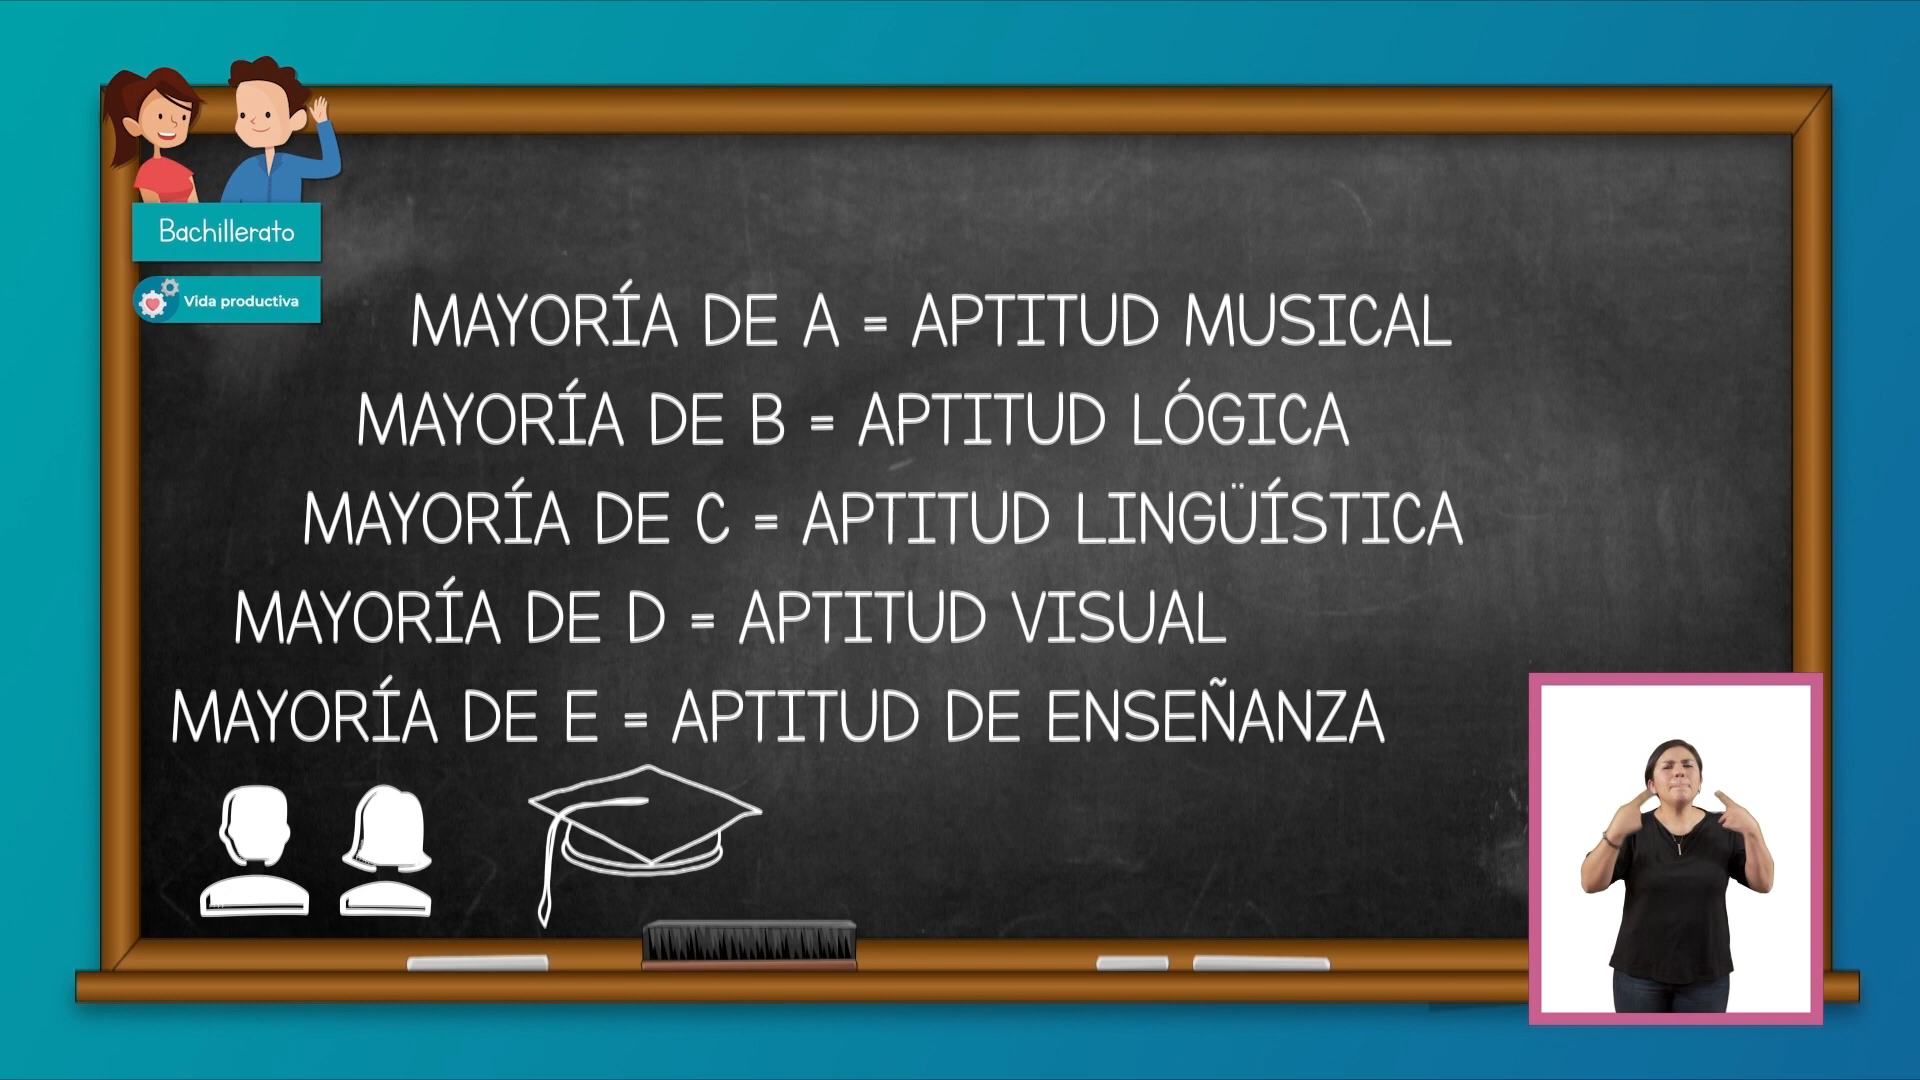 Bachillerato
Vida productiva
MAYORÍA DE A = APTITUD MUSICAL
MAYORÍA DE B = APTITUD LÓGICA
MAYORÍA DE C = APTITUD LINGÜÍSTICA
MAYORÍA DE D = APTITUD VISUAL
MAYORÍA DE E = APTITUD DE ENSEÑANZA